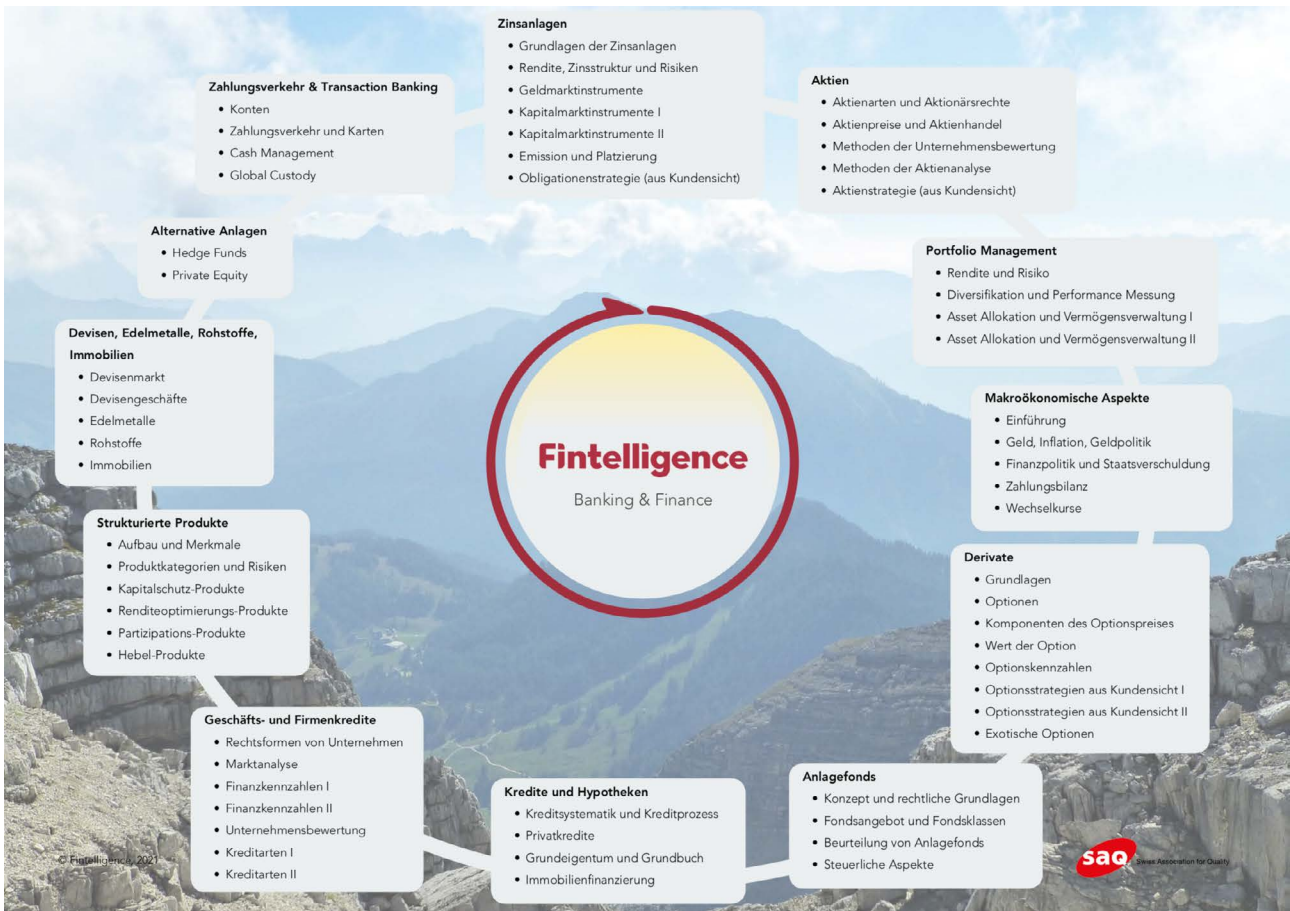 Zinsanlagen
• Grundlagen der Zinsanlagen
• Rendite, Zinsstruktur und Risiken
• Geldmarktinstrumente
• Kapitalmarktinstrumente I
• Kapitalmarktinstrumente II
• Emission und Platzierung
• Obligationenstrategie (aus Kundensicht)
Aktien
• Aktienarten und Aktionärsrechte
• Aktienpreise und Aktienhandel
• Methoden der Unternehmensbewertung
• Methoden der Aktienanalyse
• Aktienstrategie (aus Kundensicht)
Portfolio Management
• Rendite und Risiko
• Diversifikation und Performance Messung
• Asset Allokation und Vermögensverwaltung I
• Asset Allokation und Vermögensverwaltung II
Makroökonomische Aspekte
• Einführung
• Geld, Inflation, Geldpolitik
• Finanzpolitik und Staatsverschuldung
• Zahlungsbilanz
• Wechselkurse
Derivate
• Grundlagen
• Optionen
• Komponenten des Optionspreises
• Wert der Option
• Optionskennzahlen
• Optionsstrategien aus Kundensicht I
• Optionsstrategien aus Kundensicht II
• Exotische Optionen
Anlagefonds
• Konzept und rechtliche Grundlagen
• Fondsangebot und Fondsklassen
• Beurteilung von Anlagefonds
• Steuerliche Aspekte
Kredite und Hypotheken
• Kreditsystematik und Kreditprozess
• Privatkredite
• Grundeigentum und Grundbuch
• Immobilienfinanzierung
Geschäfts- und Firmenkredite
• Rechtsformen von Unternehmen
• Marktanalyse
• Finanzkennzahlen I
• Finanzkennzahlen II
• Unternehmensbewertung
• Kreditarten I
• Kreditarten II
Strukturierte Produkte
• Aufbau und Merkmale
• Produktkategorien und Risiken
• Kapitalschutz-Produkte
• Renditeoptimierungs-Produkte
• Partizipations-Produkte
• Hebel-Produkte
Devisen, Edelmetalle, Rohstoffe,
Immobilien
• Devisenmarkt
• Devisengeschäfte
• Edelmetalle
• Rohstoffe
• Immobilien
Alternative Anlagen
• Hedge Funds
• Private Equity
Zahlungsverkehr & Transaction Banking
• Konten
• Zahlungsverkehr und Karten
• Cash Management
• Global Custody
Fintelligence
Banking & Finance
© Fintelligence, 2021
saq Swiss Association for Quality